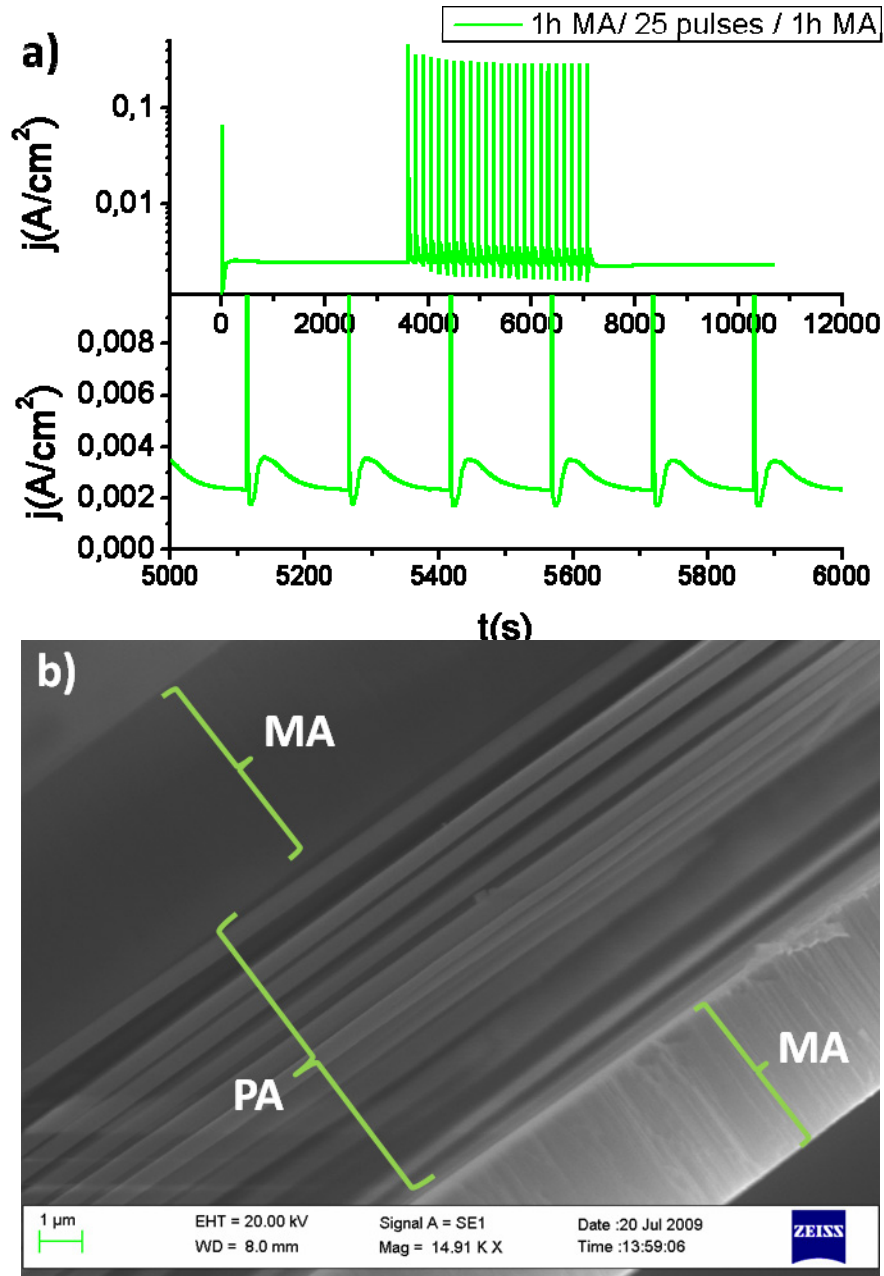 1h MA/ 25 pulses / 1h MA
a)
j(A/cm²)
0,1
0,01
0 2000 4000 6000 8000 10000 12000
j(A/cm²)
0,008
0,006
0,004
0,002
0,000
5000 5200 5400 5600 5800 6000
t(s)
b)
MA
PA
MA
1 µm
EHT = 20.00 kV
WD = 8.0 mm
Signal A = SE1
Mag = 14.91 K X
Date :20 Jul 2009
Time :13:59:06
ZEISS